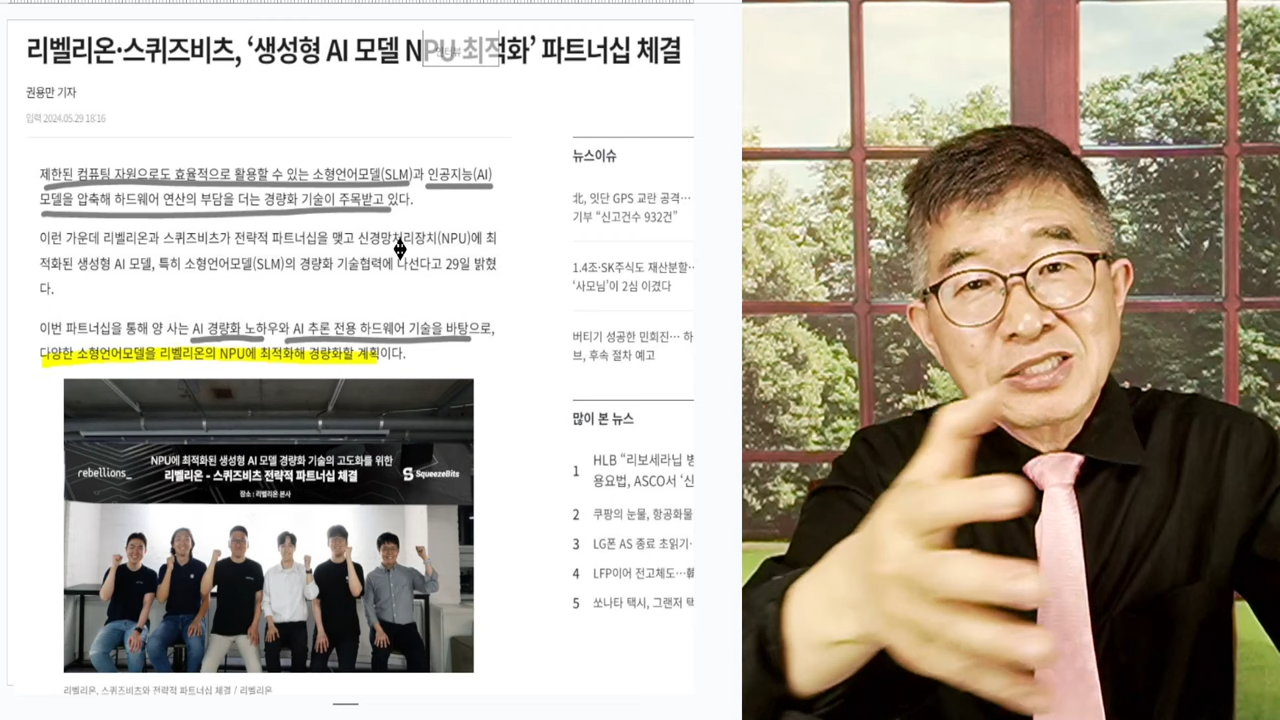 리벨리온·스퀴즈비츠, ‘생성형 AI 모델 NPU 최적화’ 파트너십 체결
권용만 기자
입력 2024.05.29 18:16
제한된 컴퓨팅 자원으로도 효율적으로 활용할 수 있는 소형언어모델(SLM)과 인공지능(AI)
모델을 압축해 하드웨어 연산의 부담을 더는 경량화 기술이 주목받고 있다.
이런 가운데 리벨리온과 스퀴즈비츠가 전략적 파트너십을 맺고 신경망처리장치(NPU)에 최
적화된 생성형 AI 모델, 특히 소형언어모델(SLM)의 경량화 기술협력에 나선다고 29일 밝혔
다.
이번 파트너십을 통해 양 사는 AI 경량화 노하우와 AI 추론 전용 하드웨어 기술을 바탕으로,
다양한 소형언어모델을 리벨리온의 NPU에 최적화해 경량화할 계획이다.
rebellions_
NPU에 최적화된 생성형 AI 모델 경량화 기술의 고도화를 위한
리벨리온 - 스퀴즈비츠 전략적 파트너십 체결
장소 : 리벨리온 본사
SqueezeBits
리벨리온, 스퀴즈비츠와 전략적 파트너십 체결 / 리벨리온
뉴스이슈
北, 잇단 GPS 교란 공격…
기부 “신고건수 932건”
1.4조·SK주식도 재산분할…
‘사모님’이 2심 이겼다
버티기 성공한 민희진… 하
브, 후속 절차 예고
많이 본 뉴스
1 HLB “리보세라닙 병
용요법, ASCO서 ‘신
2 쿠팡의 눈물, 항공화물
3 LG폰 AS 종료 초읽기·
4 LFP이어 전고체도…韓
5 쏘나타 택시, 그랜저 택